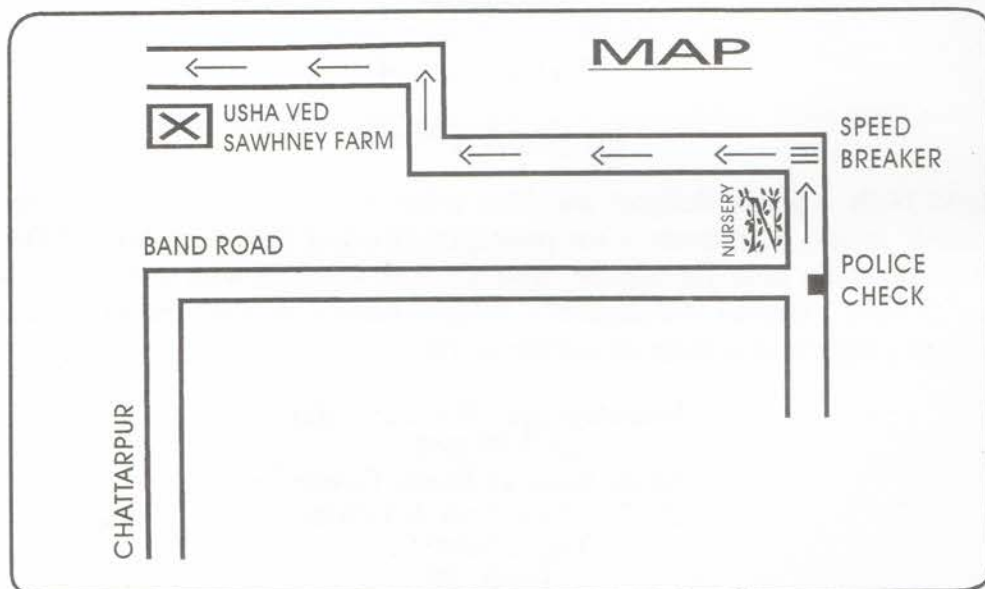 MAP
USHA VED
SAWHNEY FARM
SPEED
BREAKER
NURSERY
N
BAND ROAD
POLICE
CHECK
CHATTARPUR